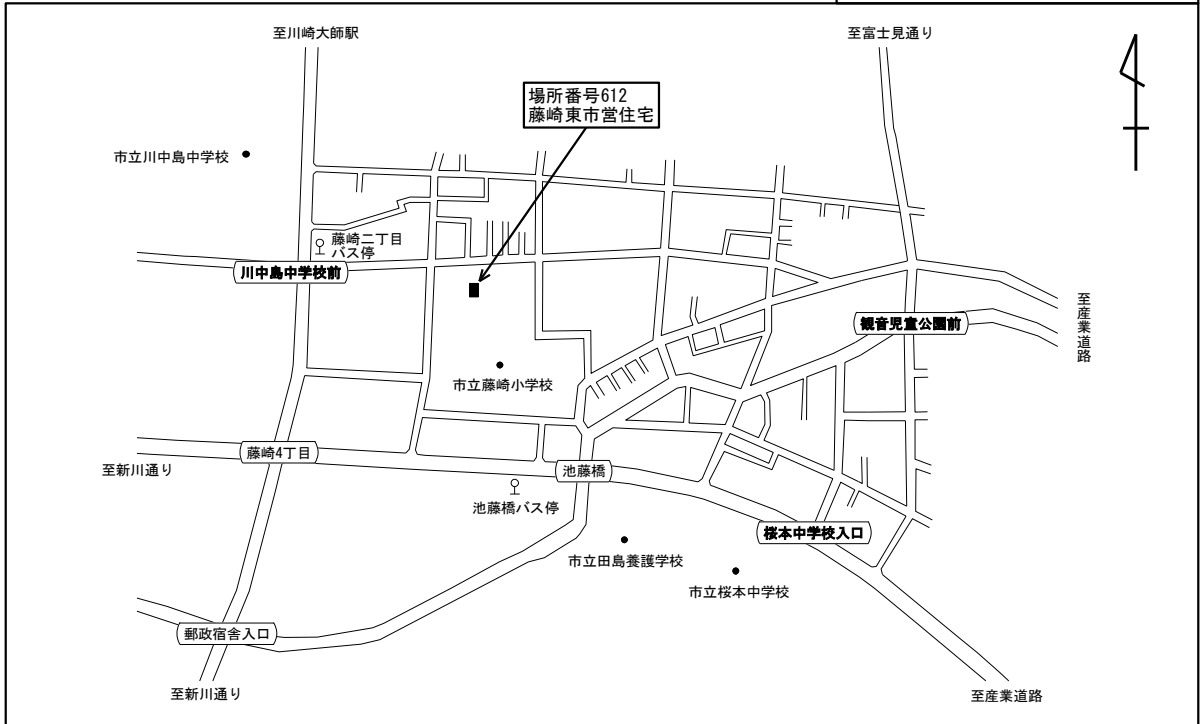 至川崎大師駅
至富士見通り
場所番号612
藤崎東市営住宅
市立川中島中学校
藤崎二丁目
バス停
川中島中学校前
至産業道路
観音児童公園前
市立藤崎小学校
藤崎4丁目
至新川通り
池藤橋
池藤橋バス停
桜本中学校入口
市立田島養護学校
市立桜本中学校
郵政宿舎入口
至新川通り
至産業道路